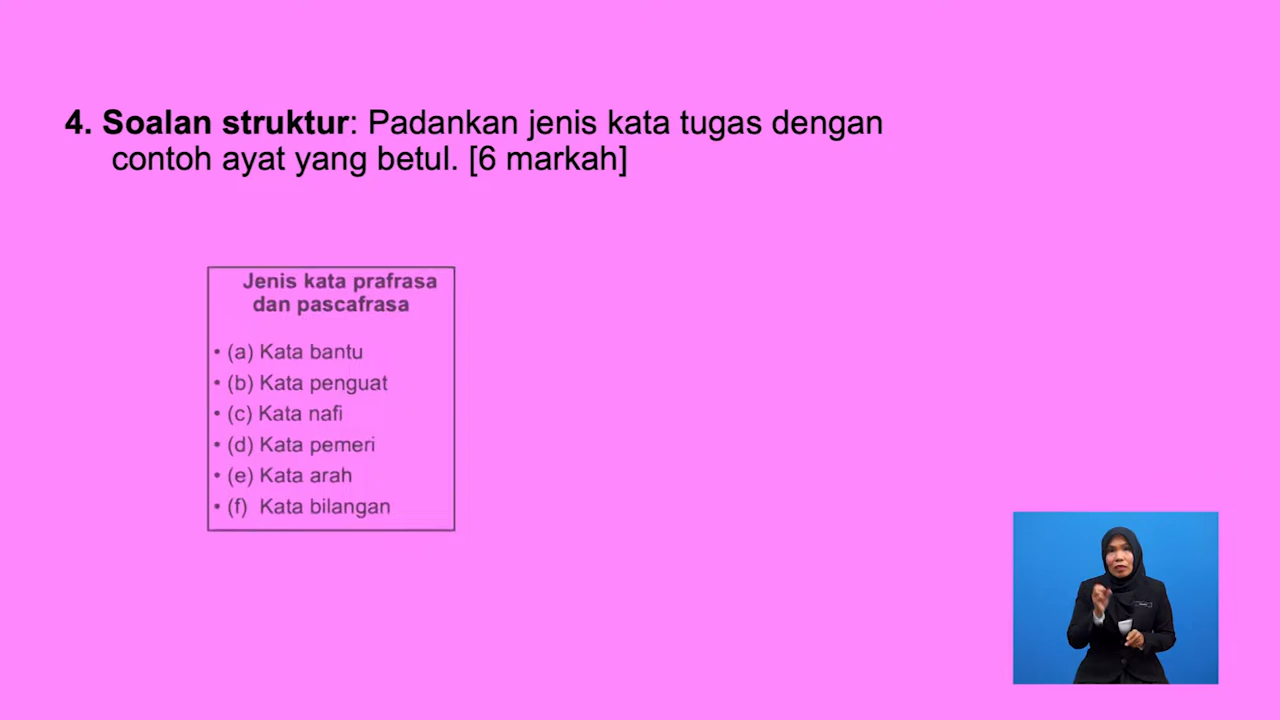 4. Soalan struktur: Padankan jenis kata tugas dengan
contoh ayat yang betul. [6 markah]
Jenis kata prafrasa
dan pascafrasa
• (a) Kata bantu
• (b) Kata penguat
• (c) Kata nafi
• (d) Kata pemeri
• (e) Kata arah
• (f) Kata bilangan